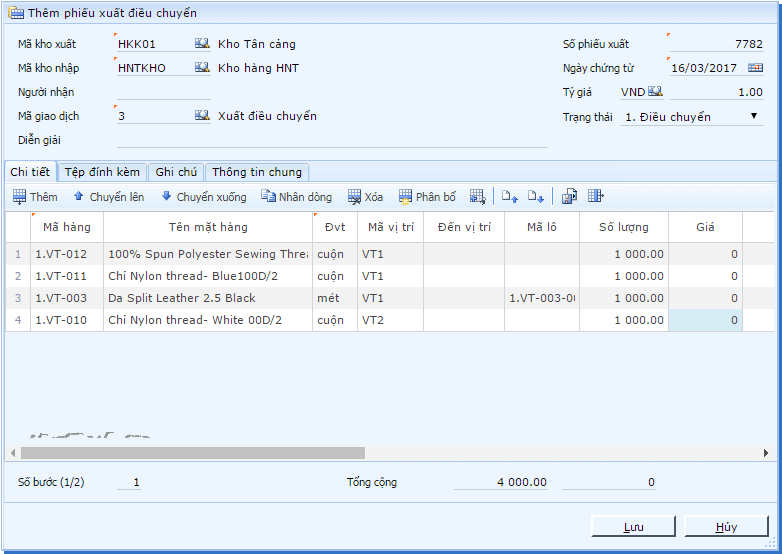 Thêm phiếu xuất điều chuyển
Mã kho xuất HKK01 Kho Tân cảng Số phiếu xuất 7782
Mã kho nhập HNTKHO Kho hàng HNT Ngày chứng từ 16/03/2017
Người nhận Tỷ giá VND 1.00
Mã giao dịch 3 Xuất điều chuyển Trạng thái 1. Điều chuyển
Diễn giải
Chi tiết Tệp đính kèm Ghi chú Thông tin chung
Thêm Chuyển lên Chuyển xuống Nhân dòng Xóa Phân bổ
Mã hàng Tên mặt hàng Đvt Mã vị trí Đến vị trí Mã lô Số lượng Giá
1 1.VT-012 100% Spun Polyester Sewing Threa cuộn VT1 1 000.00 0
2 1.VT-011 Chỉ Nylon thread- Blue100D/2 cuộn VT1 1 000.00 0
3 1.VT-003 Da Split Leather 2.5 Black mét VT1 1.VT-003-00 1 000.00 0
4 1.VT-010 Chỉ Nylon thread- White 00D/2 cuộn VT2 1 000.00 0
Số bước (1/2) 1 Tổng cộng 4 000.00 0
Lưu Hủy